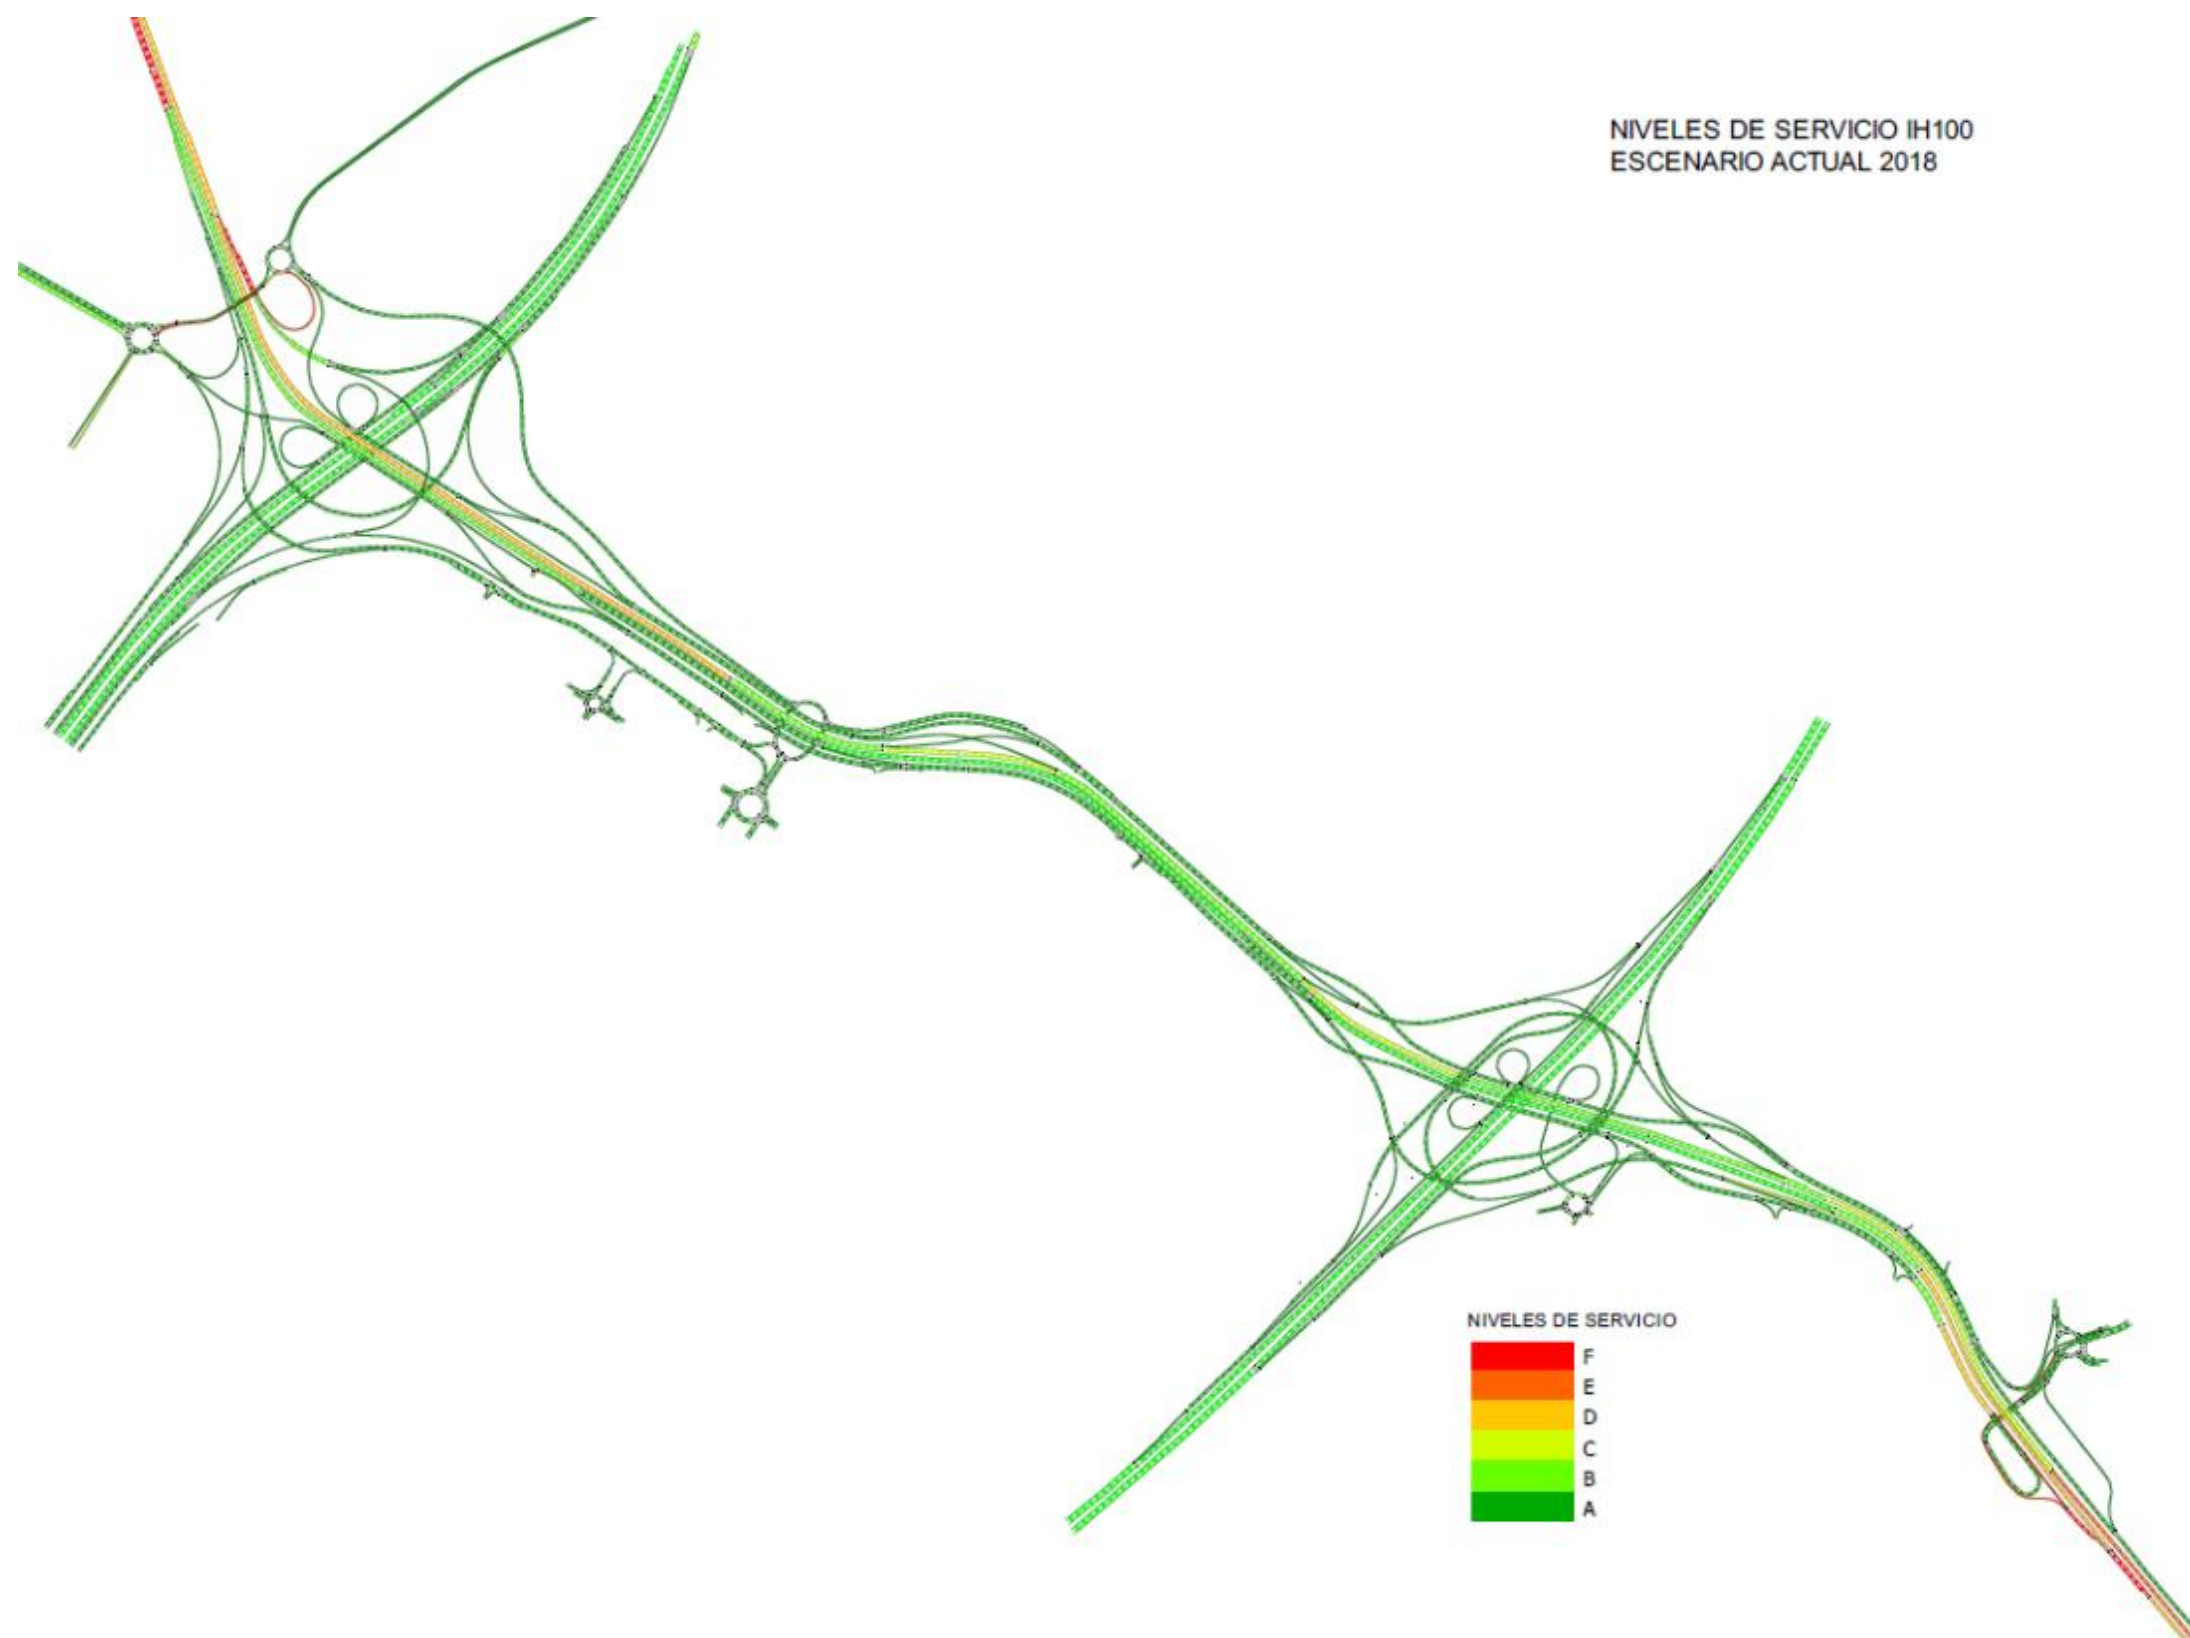 NIVELES DE SERVICIO IH100
ESCENARIO ACTUAL 2018
NIVELES DE SERVICIO
F
E
D
C
B
A